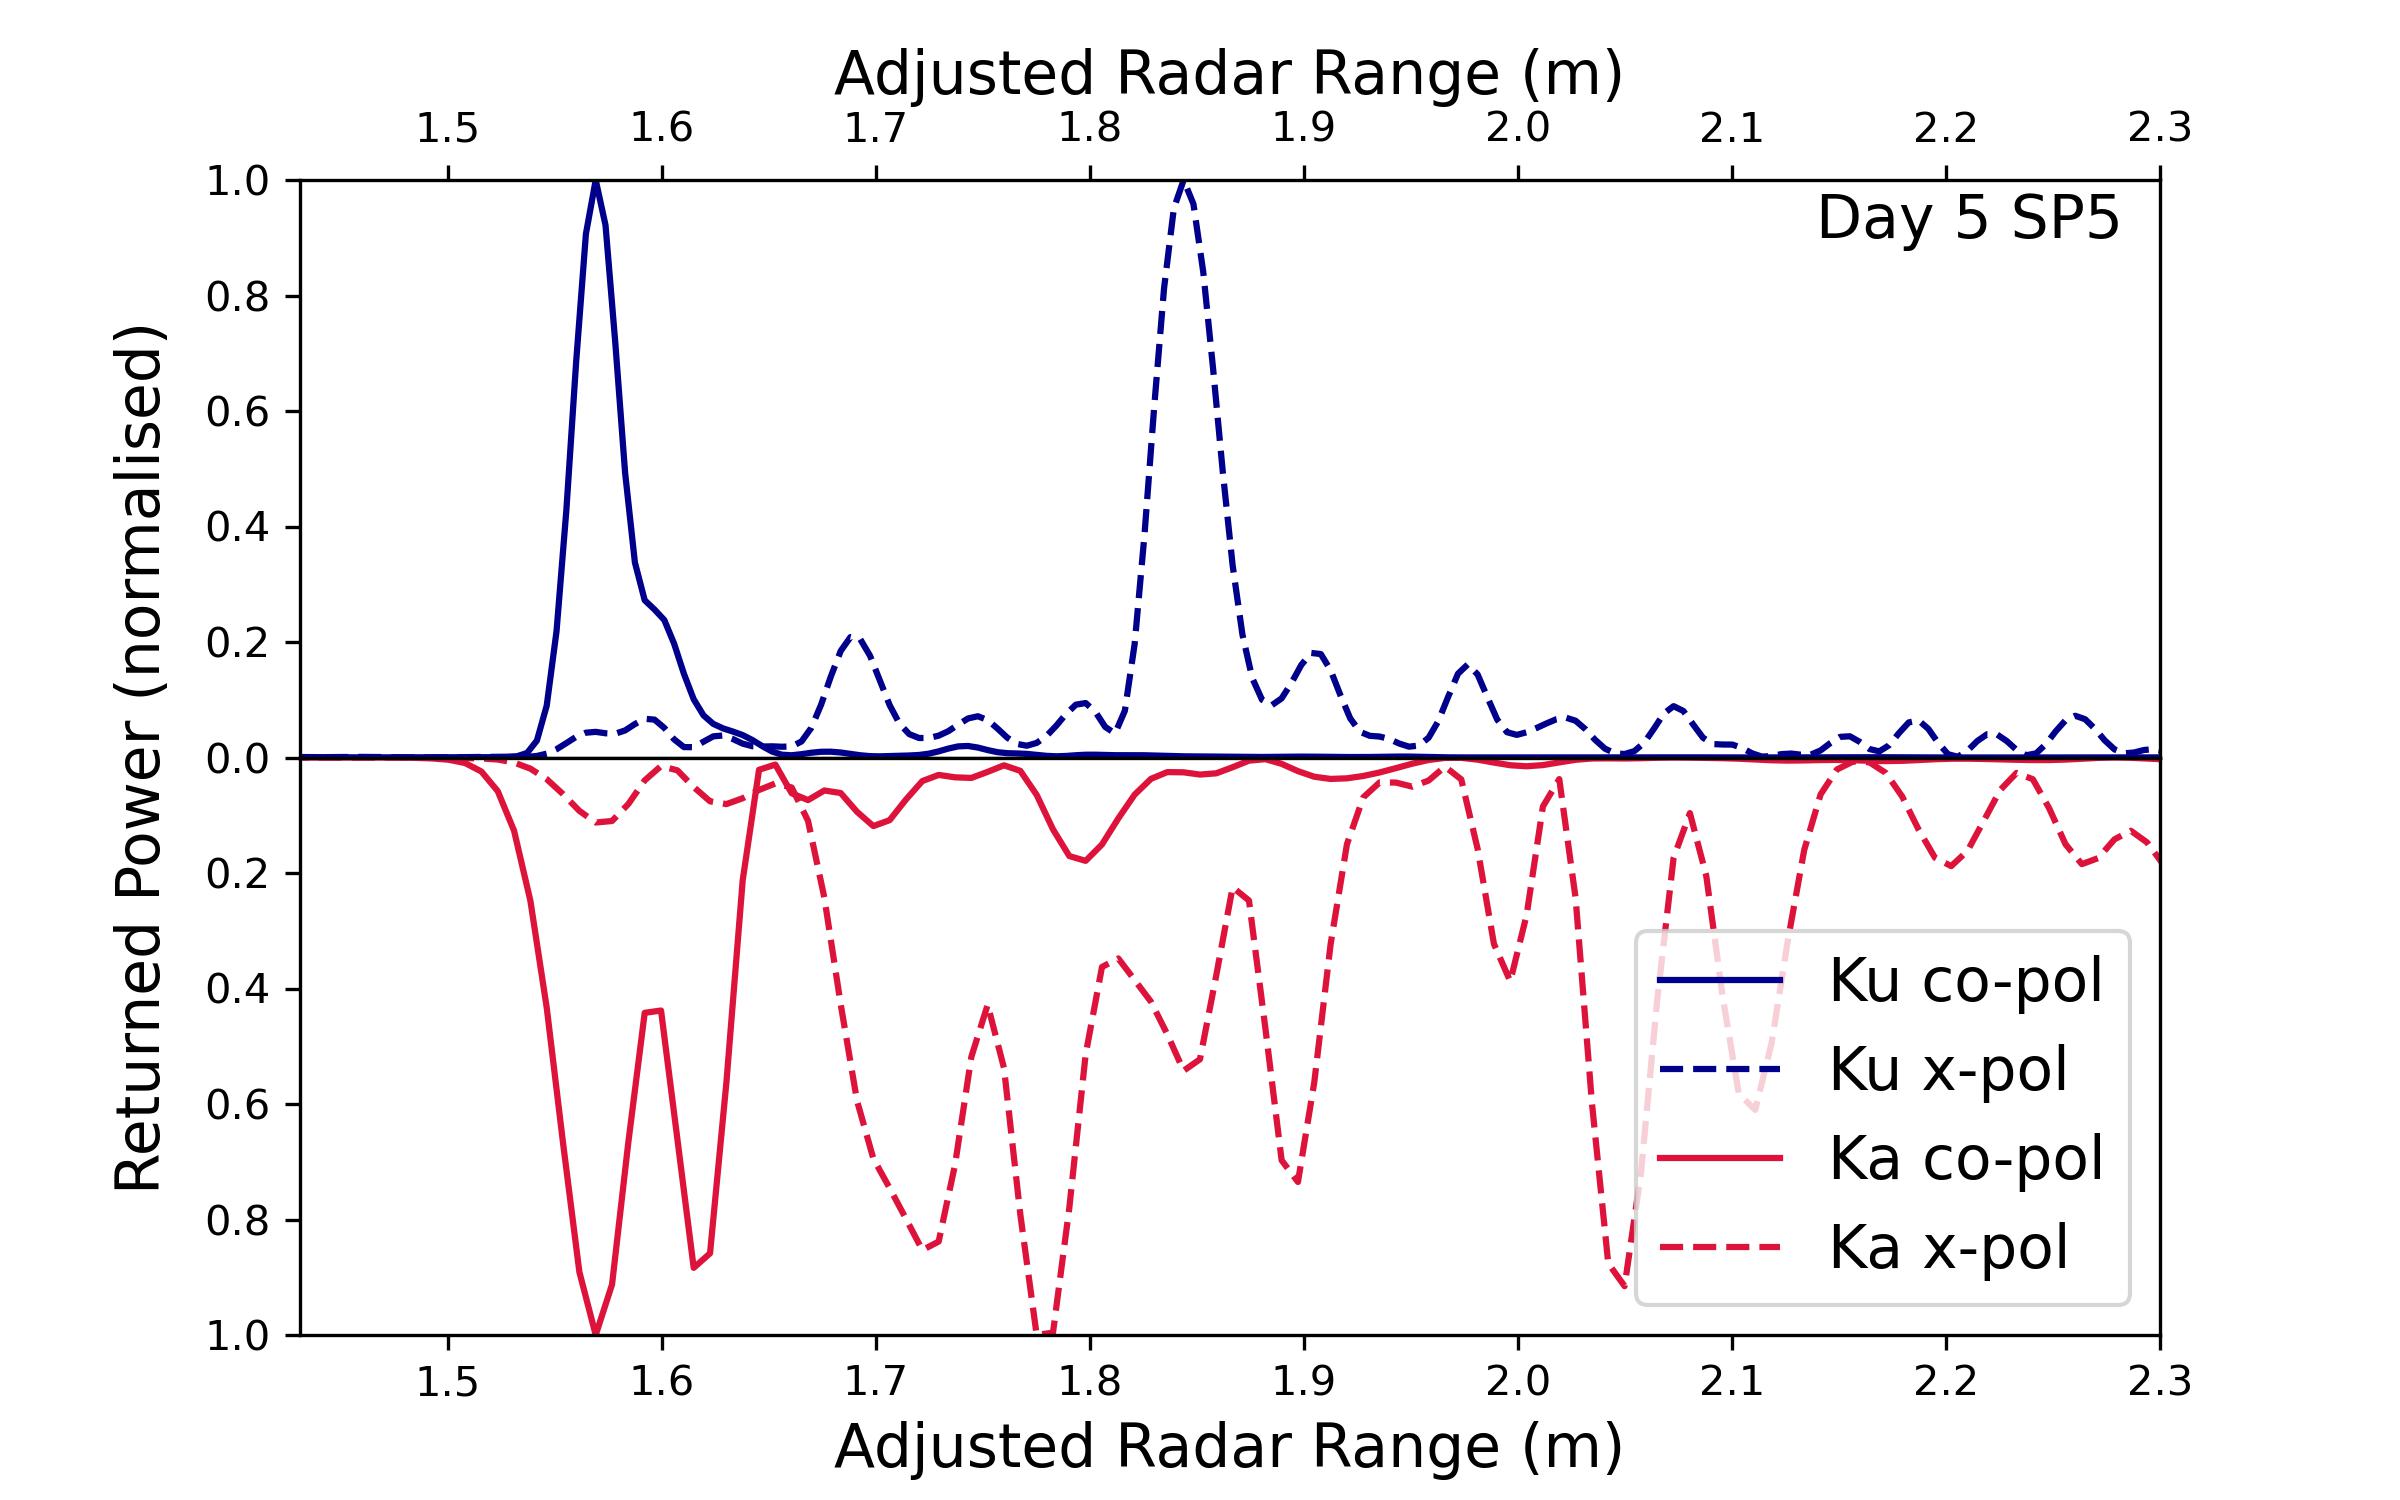 Adjusted Radar Range (m)
1.5 1.6 1.7 1.8 1.9 2.0 2.1 2.2 2.3
Day 5 SP5
Returned Power (normalised)
1.0
0.8
0.6
0.4
0.2
0.0
0.2
0.4
0.6
0.8
1.0
Ku co-pol
Ku x-pol
Ka co-pol
Ka x-pol
1.5 1.6 1.7 1.8 1.9 2.0 2.1 2.2 2.3
Adjusted Radar Range (m)